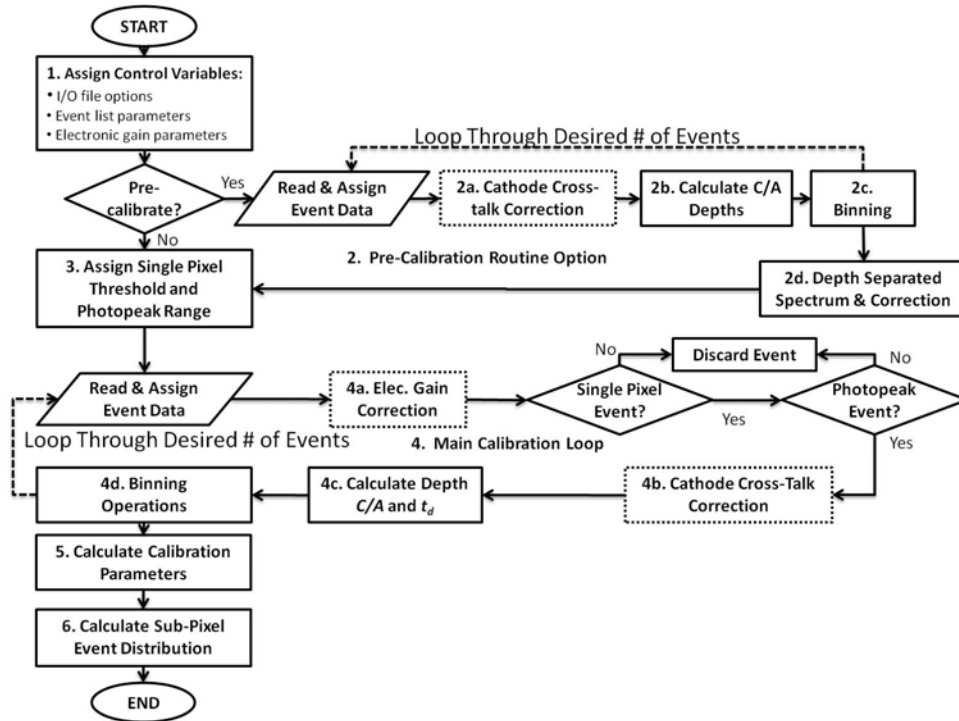 START
1. Assign Control Variables:
• I/O file options
• Event list parameters
• Electronic gain parameters
Loop Through Desired # of Events
Pre-
calibrate?
Yes
No
Read & Assign
Event Data
2a. Cathode Cross-
talk Correction
2b. Calculate C/A
Depths
2c.
Binning
2. Pre-Calibration Routine Option
2d. Depth Separated
Spectrum & Correction
3. Assign Single Pixel
Threshold and
Photopeak Range
Read & Assign
Event Data
4a. Elec. Gain
Correction
Single Pixel
Event?
No
Discard Event
No
Yes
Photopeak
Event?
Yes
Loop Through Desired # of Events
4. Main Calibration Loop
4b. Cathode Cross-Talk
Correction
4c. Calculate Depth
C/A and t_d
4d. Binning
Operations
5. Calculate Calibration
Parameters
6. Calculate Sub-Pixel
Event Distribution
END